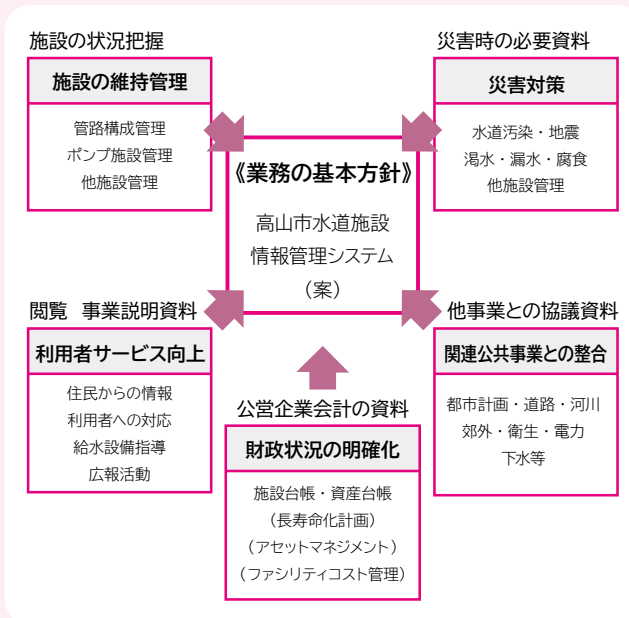 施設の状況把握
施設の維持管理
管路構成管理
ポンプ施設管理
他施設管理
災害時の必要資料
災害対策
水道汚染・地震
渇水・漏水・腐食
他施設管理
《業務の基本方針》
高山市水道施設
情報管理システム
（案）
閲覧　事業説明資料
利用者サービス向上
住民からの情報
利用者への対応
給水設備指導
広報活動
公営企業会計の資料
財政状況の明確化
施設台帳・資産台帳
（長寿命化計画）
（アセットマネジメント）
（ファシリティコスト管理）
他事業との協議資料
関連公共事業との整合
都市計画・道路・河川
郊外・衛生・電力
下水等